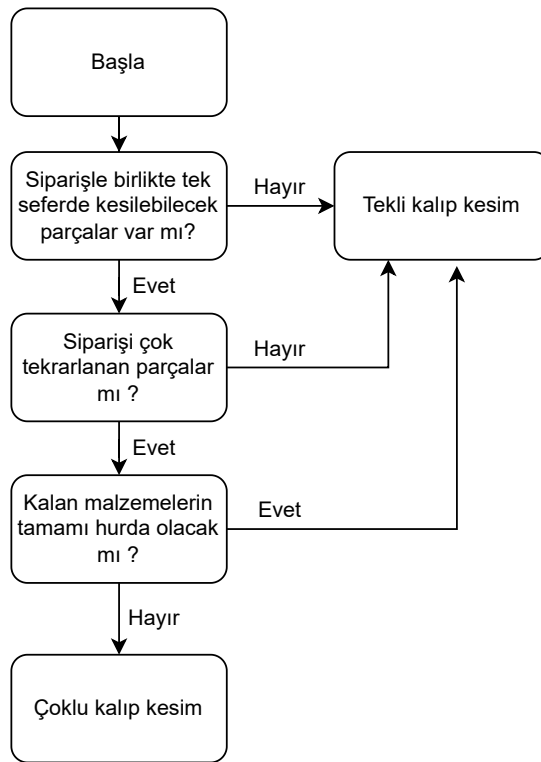 Başla
Siparişle birlikte tek
seferde kesilebilecek
parçalar var mı?
Hayır
Tekli kalıp kesim
Evet
Siparişi çok
tekrarlanan parçalar
mı ?
Hayır
Evet
Kalan malzemelerin
tamamı hurda olacak
mı ?
Evet
Hayır
Çoklu kalıp kesim